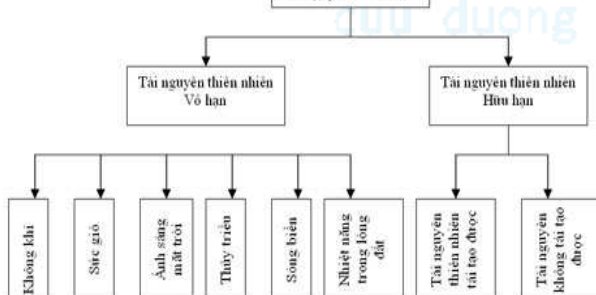 cuu duong
Tài nguyên thiên nhiên
Vô hạn
Tài nguyên thiên nhiên
Hữu hạn
Không khí
Sức gió
Ánh sáng
mặt trời
Thủy triều
Sóng biển
Nhiệt năng
trong lòng
đất
Tài nguyên
thiên nhiên
tái tạo được
Tài nguyên
không tái tạo
được